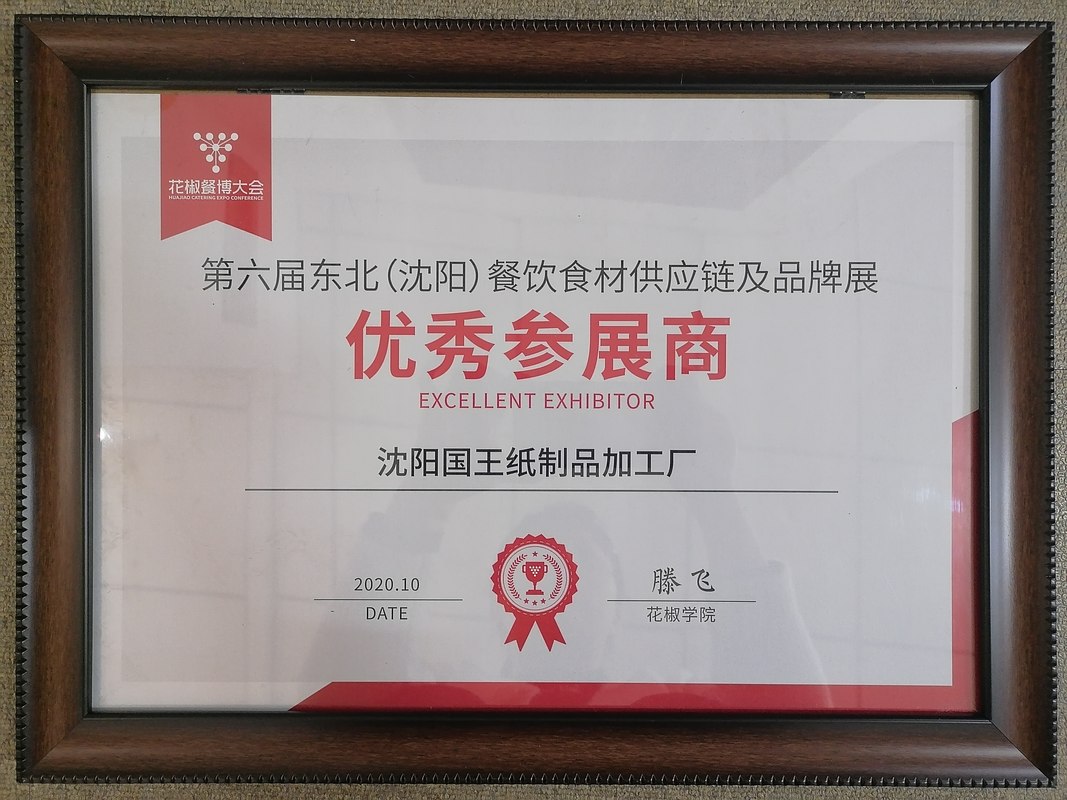 花椒餐博大会
HUAJIAO CATERING EXPO CONFERENCE
第六届东北(沈阳)餐饮食材供应链及品牌展
优秀参展商
EXCELLENT EXHIBITOR
沈阳国王纸制品加工厂
2020.10
DATE
滕飞
花椒学院